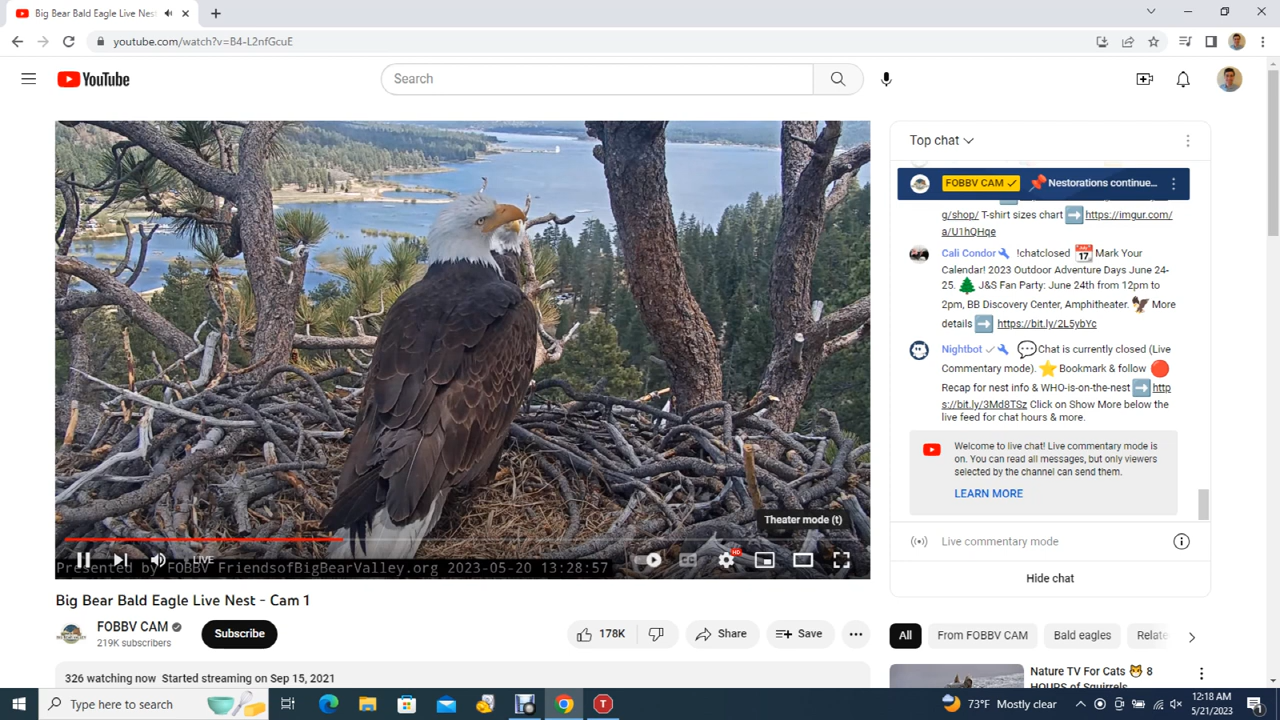 Big Bear Bald Eagle Live Nest
youtube.com/watch?v=B4-L2nfGcuE
YouTube
Search
Top chat
FOBBV CAM Nestorations continue...
g/shop/ T-shirt sizes chart https://imgur.com/
a/U1hQHqe
Cali Condor !chatclosed Mark Your
Calendar! 2023 Outdoor Adventure Days June 24-
25. J&S Fan Party: June 24th from 12pm to
2pm, BB Discovery Center, Amphitheater. More
details https://bit.ly/2L5ybYc
Nightbot Chat is currently closed (Live
Commentary mode). Bookmark & follow
Recap for nest info & WHO-is-on-the-nest http
s://bit.ly/3Md8TSz Click on Show More below the
live feed for chat hours & more.
Welcome to live chat! Live commentary mode is
on. You can read all messages, but only viewers
selected by the channel can send them.
LEARN MORE
Live commentary mode
Hide chat
Theater mode (t)
LIVE
HD
Presented by FOBBV FriendsofBigBearValley.org 2023-05-20 13:28:57
Big Bear Bald Eagle Live Nest - Cam 1
FOBBV CAM
219K subscribers
Subscribe
178K
Share
Save
326 watching now Started streaming on Sep 15, 2021
All
From FOBBV CAM
Bald eagles
Relate
Nature TV For Cats 8
HOURS of Squirrels
Type here to search
73°F Mostly clear
12:18 AM
5/21/2023